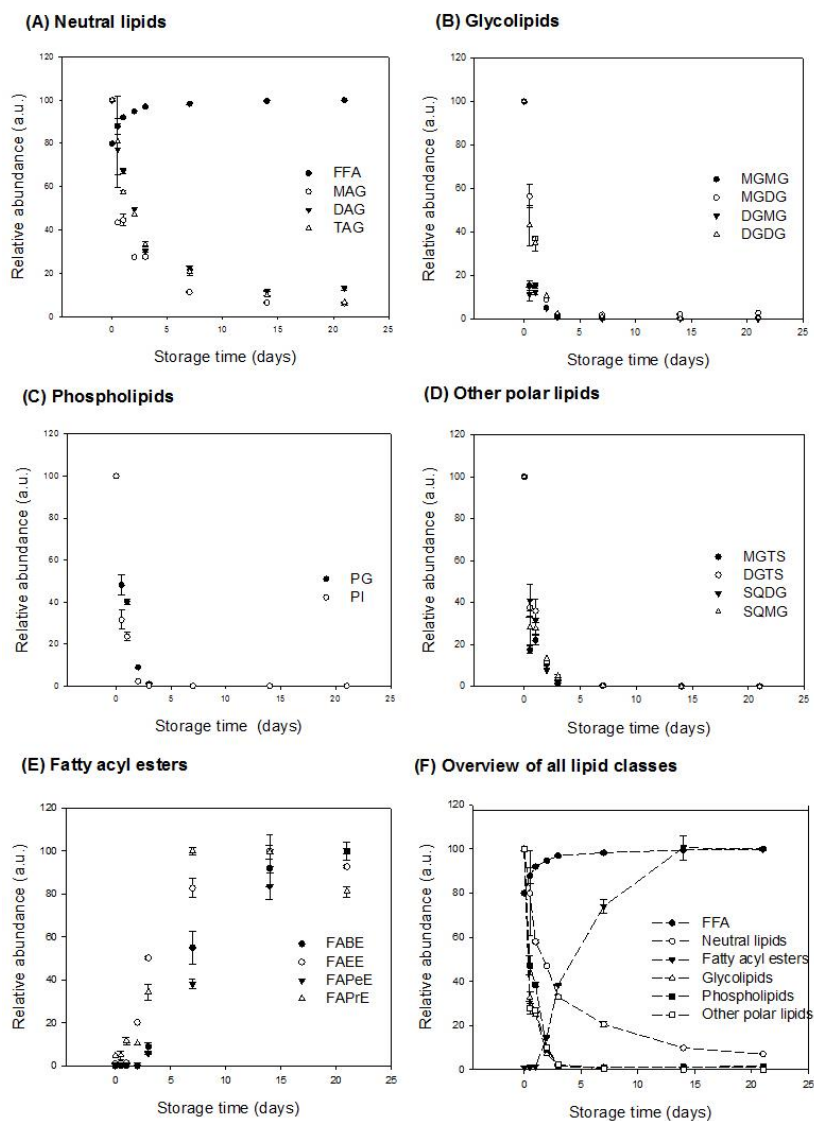 (A) Neutral lipids
120
100
80
60
40
20
0
Relative abundance (a.u.)
FFA
MAG
DAG
TAG
0 5 10 15 20 25
Storage time (days)
(B) Glycolipids
120
100
80
60
40
20
0
Relative abundance (a.u.)
MGMG
MGDG
DGMG
DGDG
0 5 10 15 20 25
Storage time (days)
(C) Phospholipids
120
100
80
60
40
20
0
Relative abundance (a.u.)
PG
PI
0 5 10 15 20 25
Storage time (days)
(D) Other polar lipids
120
100
80
60
40
20
0
Relative abundance (a.u.)
MGTS
DGTS
SQDG
SQMG
0 5 10 15 20 25
Storage time (days)
(E) Fatty acyl esters
120
100
80
60
40
20
0
Relative abundance (a.u.)
FABE
FAEE
FAPeE
FAPrE
0 5 10 15 20 25
Storage time (days)
(F) Overview of all lipid classes
120
100
80
60
40
20
0
Relative abundance (a.u.)
FFA
Neutral lipids
Fatty acyl esters
Glycolipids
Phospholipids
Other polar lipids
0 5 10 15 20 25
Storage time (days)